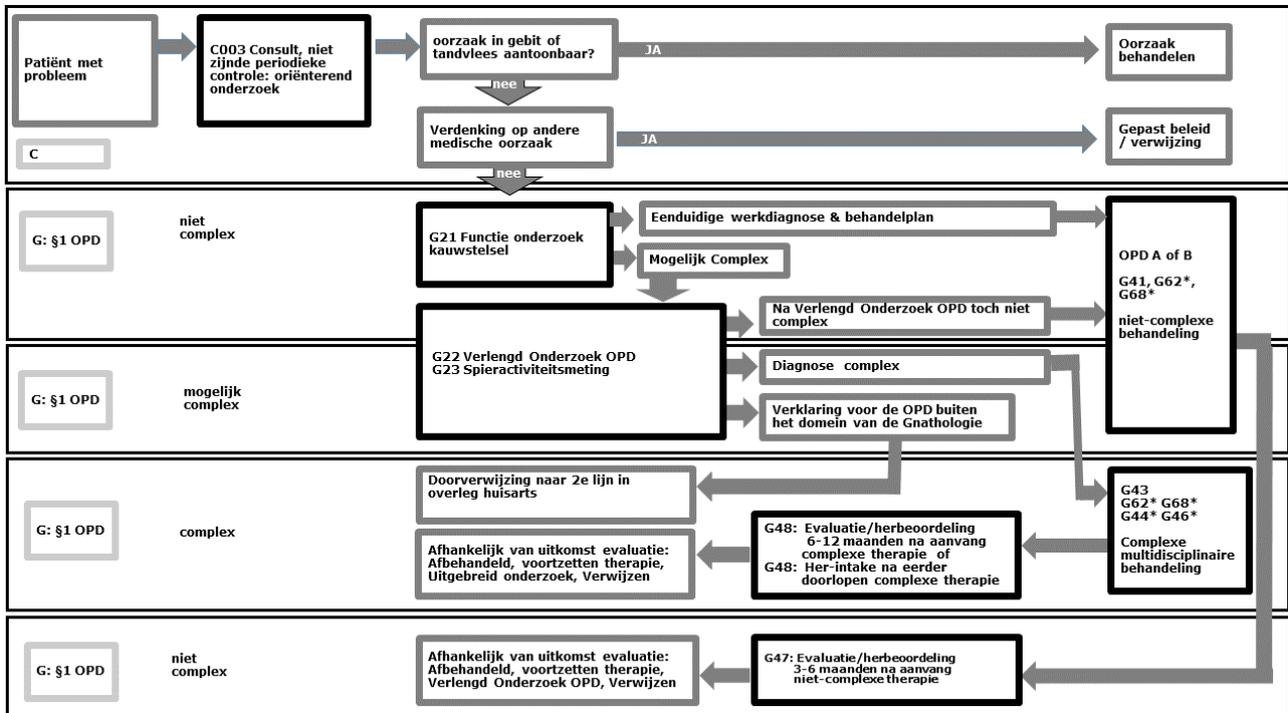 Patiënt met
probleem
C003 Consult, niet
zijnde periodieke
controle: oriënterend
onderzoek
oorzaak in gebit of
tandvlees aantoonbaar?
JA
Oorzaak
behandelen
nee
C
Verdenking op andere
medische oorzaak
JA
Gepast beleid
/ verwijzing
nee
G: §1 OPD
niet
complex
G21 Functie onderzoek
kauwstelsel
Eenduidige werkdiagnose & behandelplan
Mogelijk Complex
OPD A of B
G41, G62*,
G68*
niet-complexe
behandeling
Na Verlengd Onderzoek OPD toch niet
complex
G: §1 OPD
mogelijk
complex
G22 Verlengd Onderzoek OPD
G23 Spieractiviteitsmeting
Diagnose complex
Verklaring voor de OPD buiten
het domein van de Gnathologie
G: §1 OPD
complex
Doorverwijzing naar 2e lijn in
overleg huisarts
G43
G62* G68*
G44* G46*
Complexe
multidisciplinaire
behandeling
G48: Evaluatie/herbeoordeling
6-12 maanden na aanvang
complexe therapie of
G48: Her-intake na eerder
doorlopen complexe therapie
Afhankelijk van uitkomst evaluatie:
Afbehandeld, voortzetten therapie,
Uitgebreid onderzoek, Verwijzen
G: §1 OPD
niet
complex
Afhankelijk van uitkomst evaluatie:
Afbehandeld, voortzetten therapie,
Verlengd Onderzoek OPD, Verwijzen
G47: Evaluatie/herbeoordeling
3-6 maanden na aanvang
niet-complexe therapie